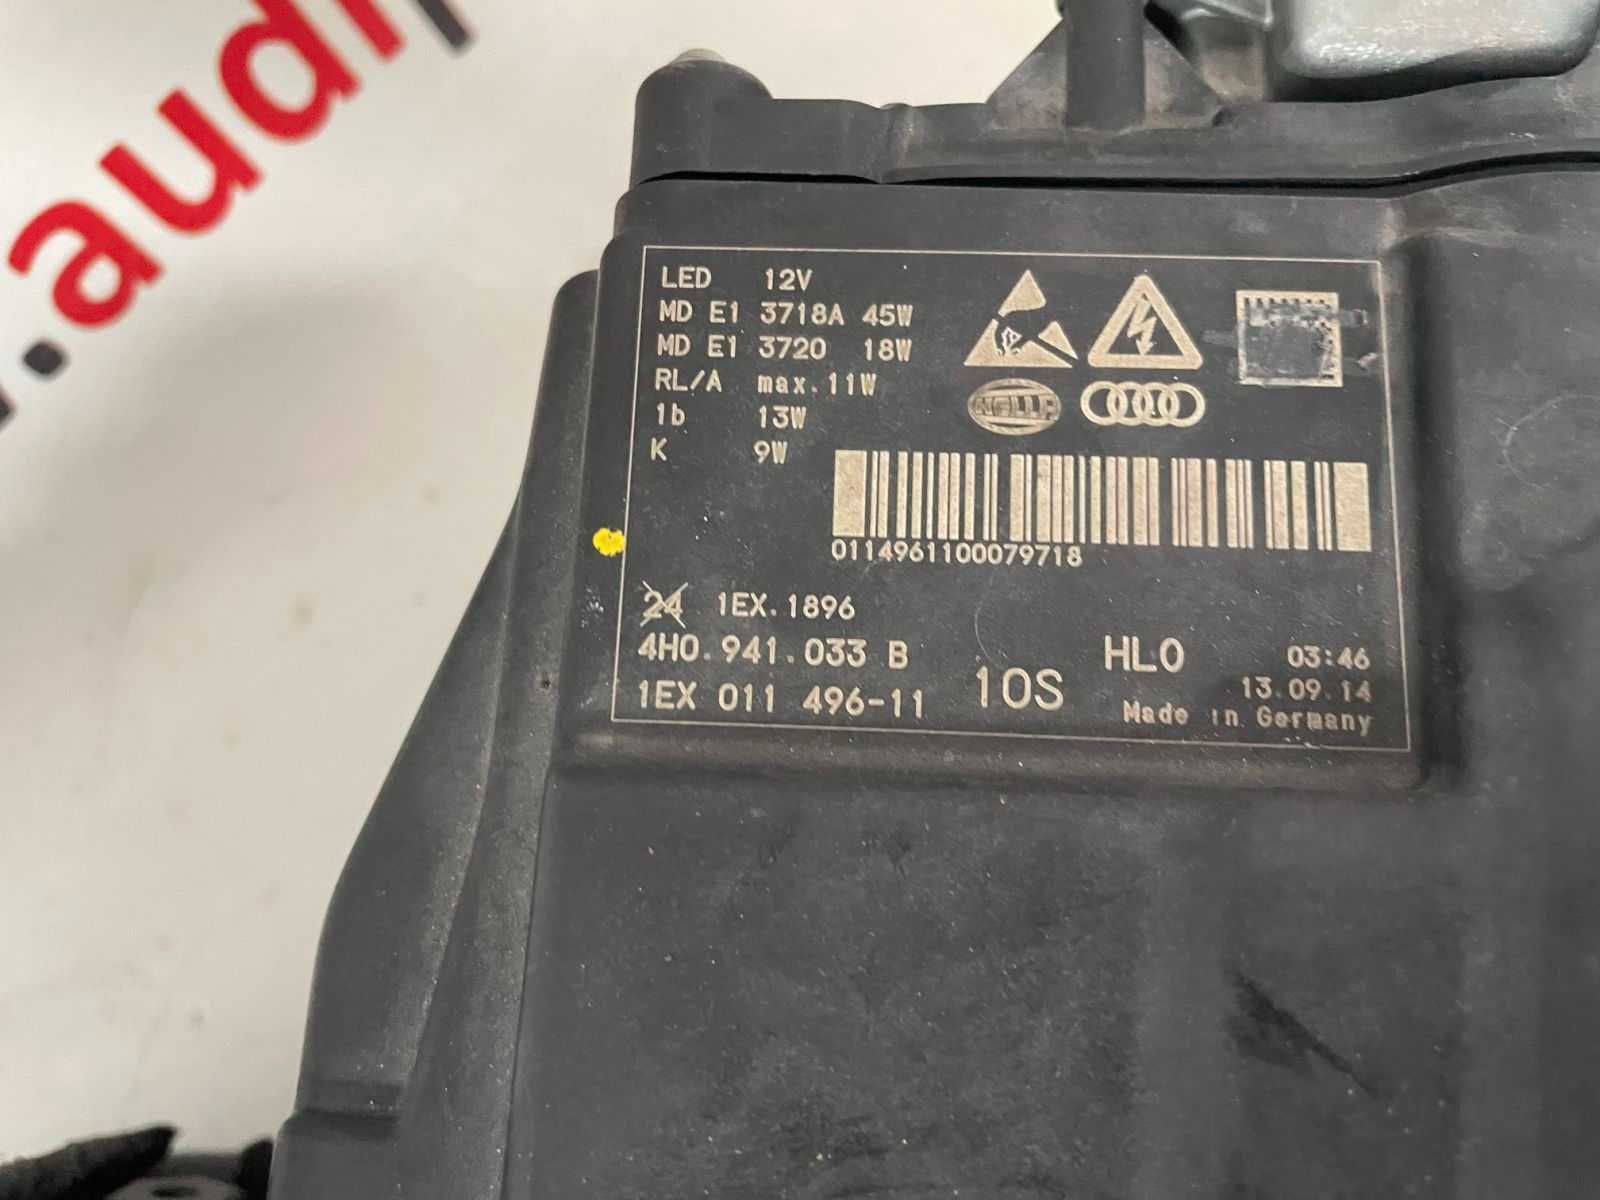 .audi
LED 12V
MD E1 3718A 45W
MD E1 3720 18W
RL/A max.11W
1b 13W
K 9W
HELLA
0114961100079718
24 1EX.1896
4H0.941.033 B
1EX 011 496-11
10S
HL0
03:46
13.09.14
Made in Germany